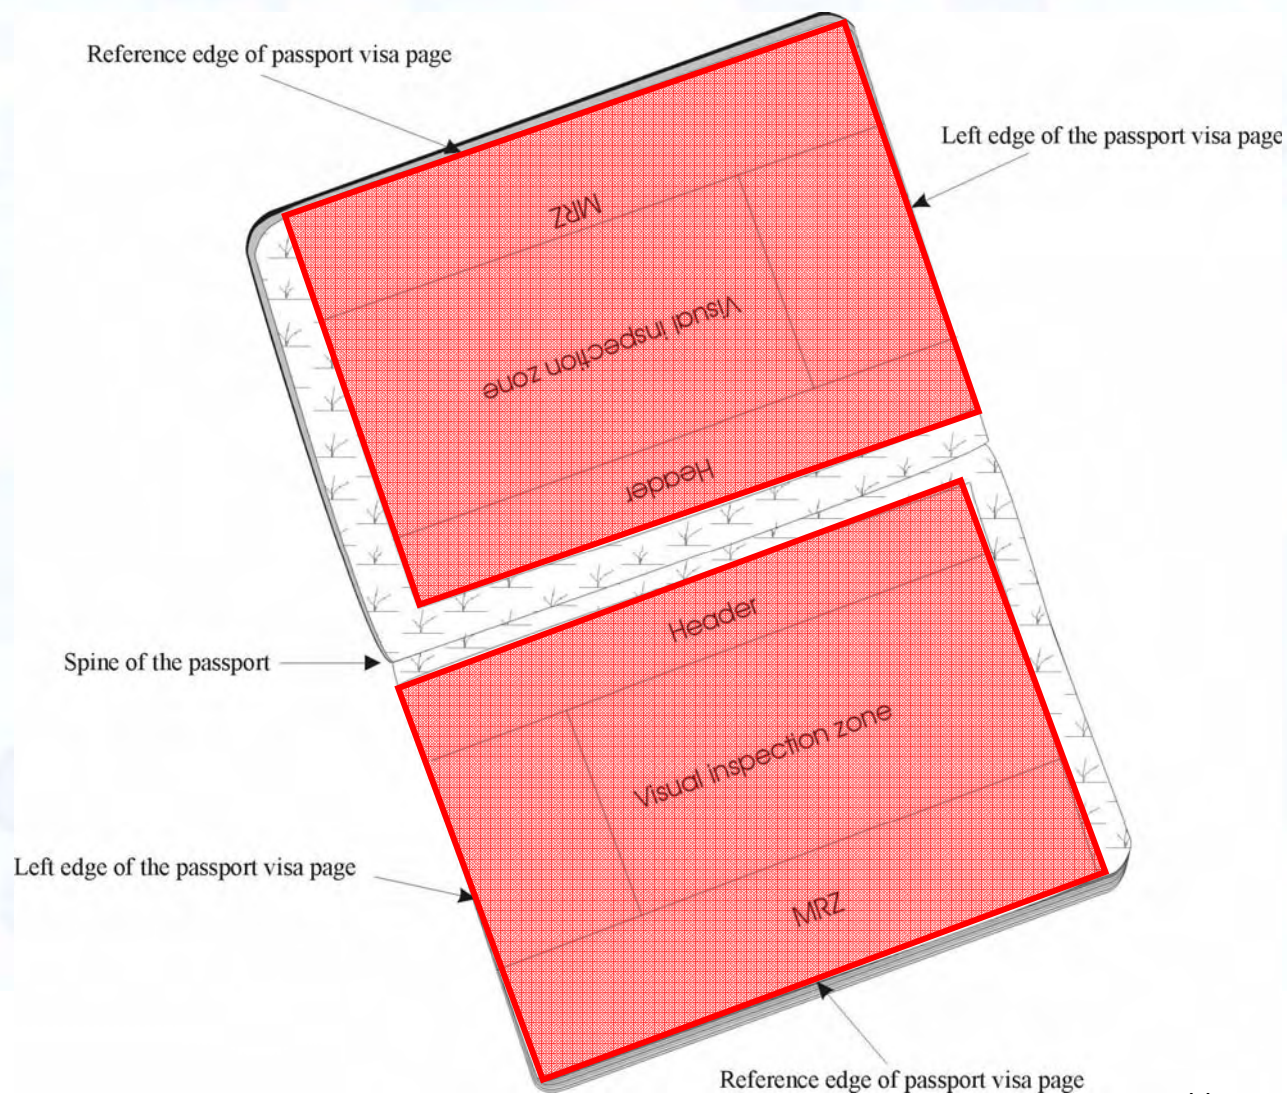 Reference edge of passport visa page
Left edge of the passport visa page
MRZ
Visual inspection zone
Header
Header
Spine of the passport
Visual inspection zone
Left edge of the passport visa page
MRZ
Reference edge of passport visa page